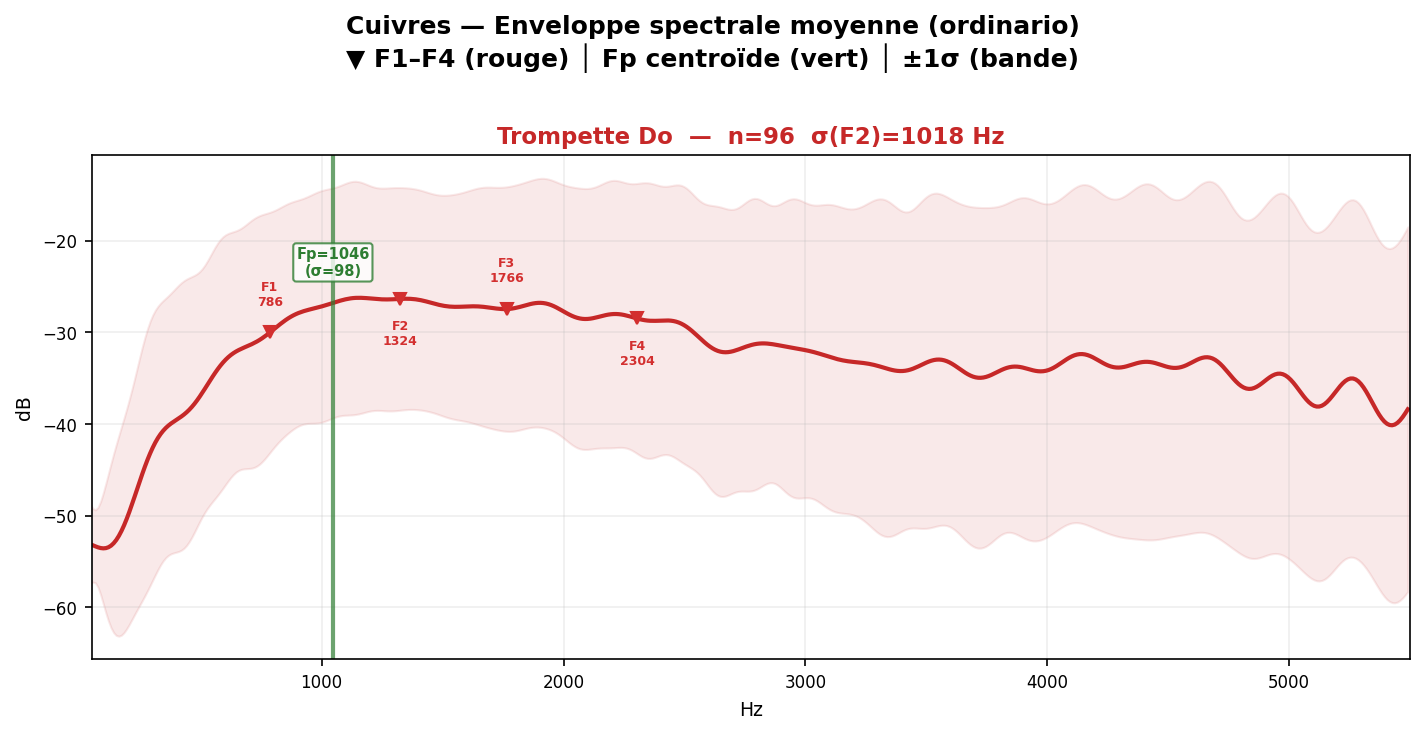 Cuivres — Enveloppe spectrale moyenne (ordinario)
▼ F1–F4 (rouge) │ Fp centroïde (vert) │ ±1σ (bande)
Trompette Do — n=96 σ(F2)=1018 Hz
dB
−20
−30
−40
−50
−60
Fp=1046
(σ=98)
F1
786
F2
1324
F3
1766
F4
2304
1000
2000
3000
4000
5000
Hz